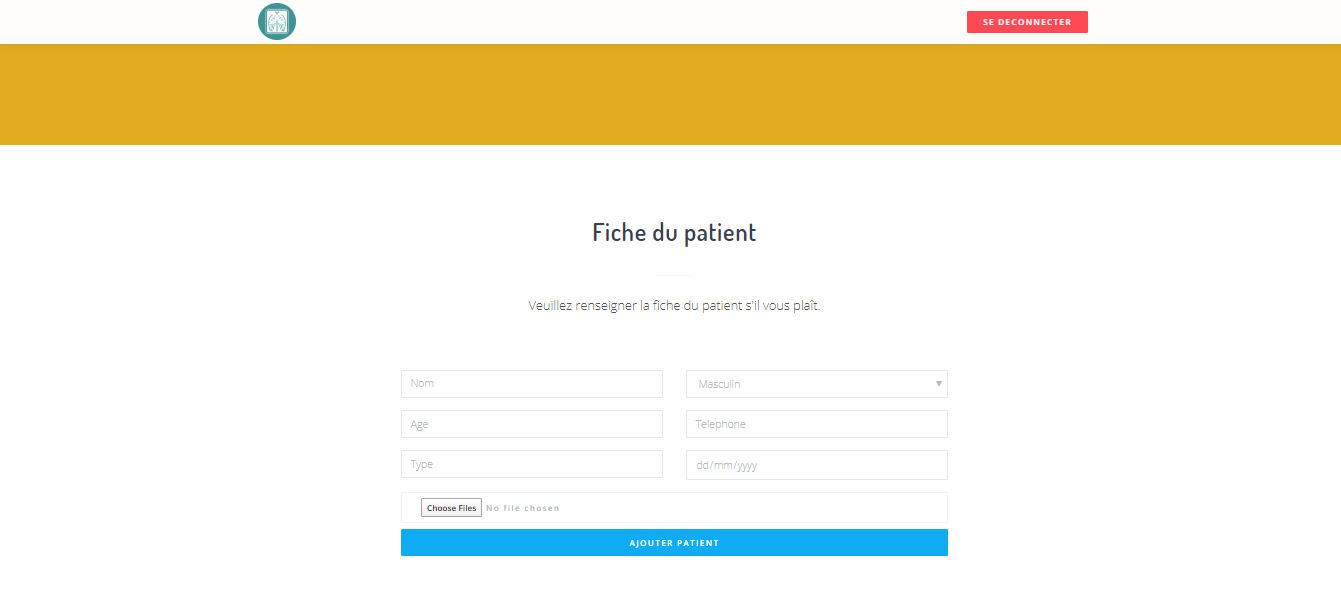 SE DECONNECTER
Fiche du patient
Veuillez renseigner la fiche du patient s'il vous plaît.
Nom
Masculin
Age
Telephone
Type
dd/mm/yyyy
Choose Files No file chosen
AJOUTER PATIENT